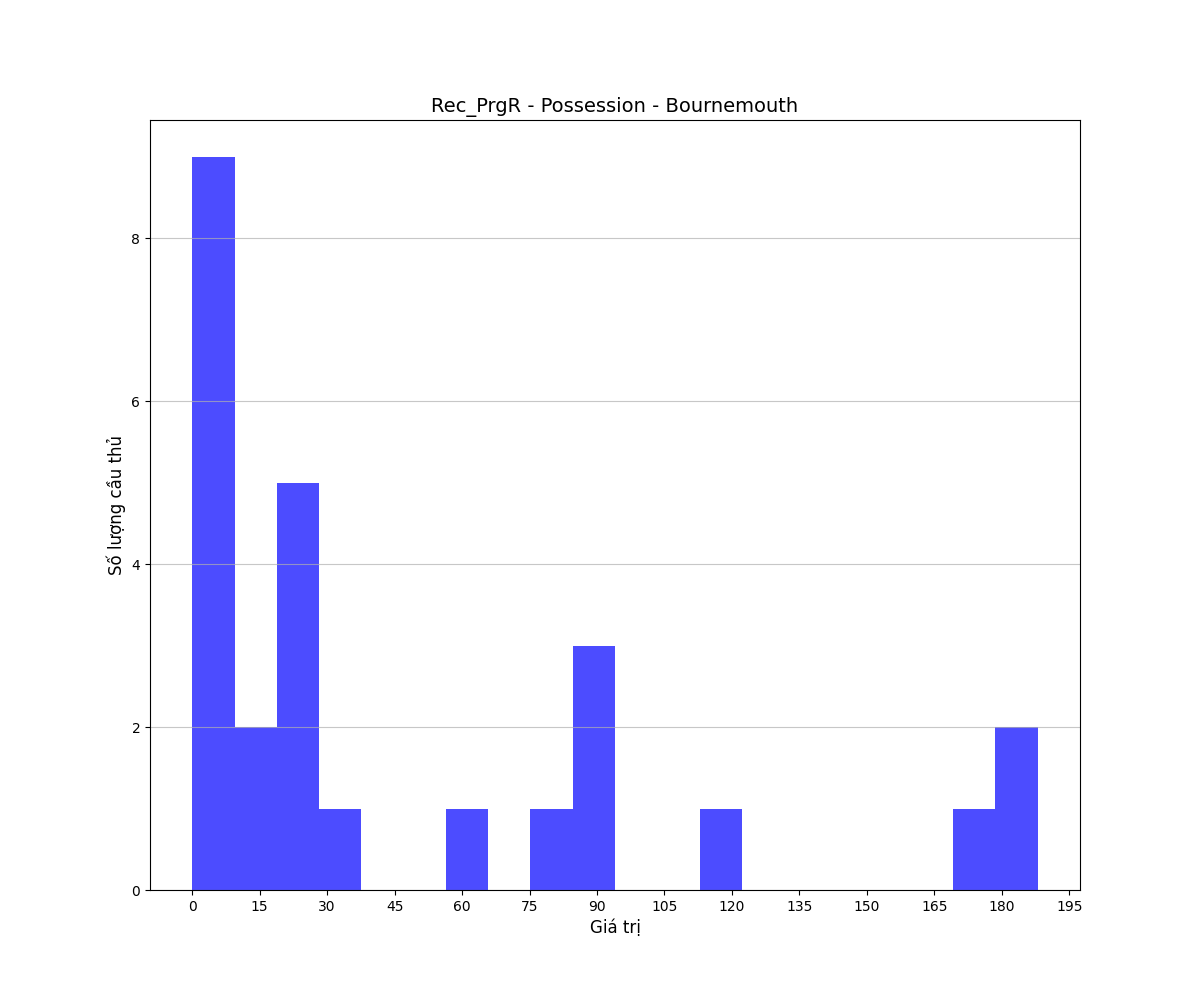 Rec_PrgR - Possession - Bournemouth
Số lượng cầu thủ
8
6
4
2
0
0 15 30 45 60 75 90 105 120 135 150 165 180 195
Giá trị